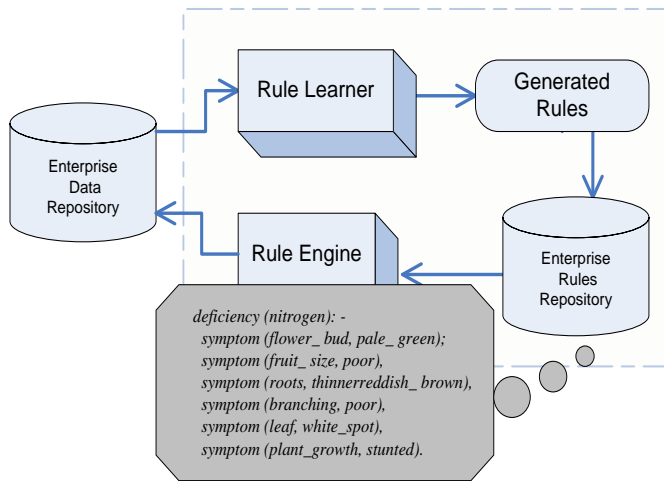 Rule Learner
Generated
Rules
Enterprise
Data
Repository
Rule Engine
Enterprise
Rules
Repository
deficiency (nitrogen): -
symptom (flower_ bud, pale_ green);
symptom (fruit_ size, poor),
symptom (roots, thinnerreddish_ brown),
symptom (branching, poor),
symptom (leaf, white_spot),
symptom (plant_growth, stunted).